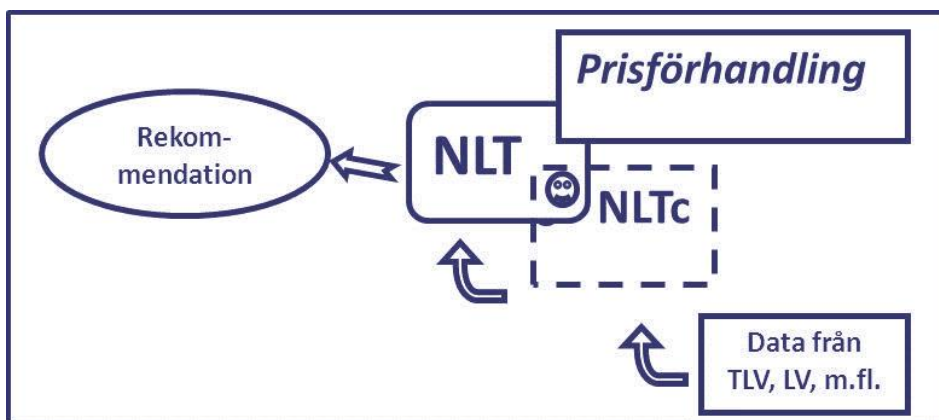 Prisförhandling
Rekom-
mendation
NLT
NLTc
Data från
TLV, LV, m.fl.